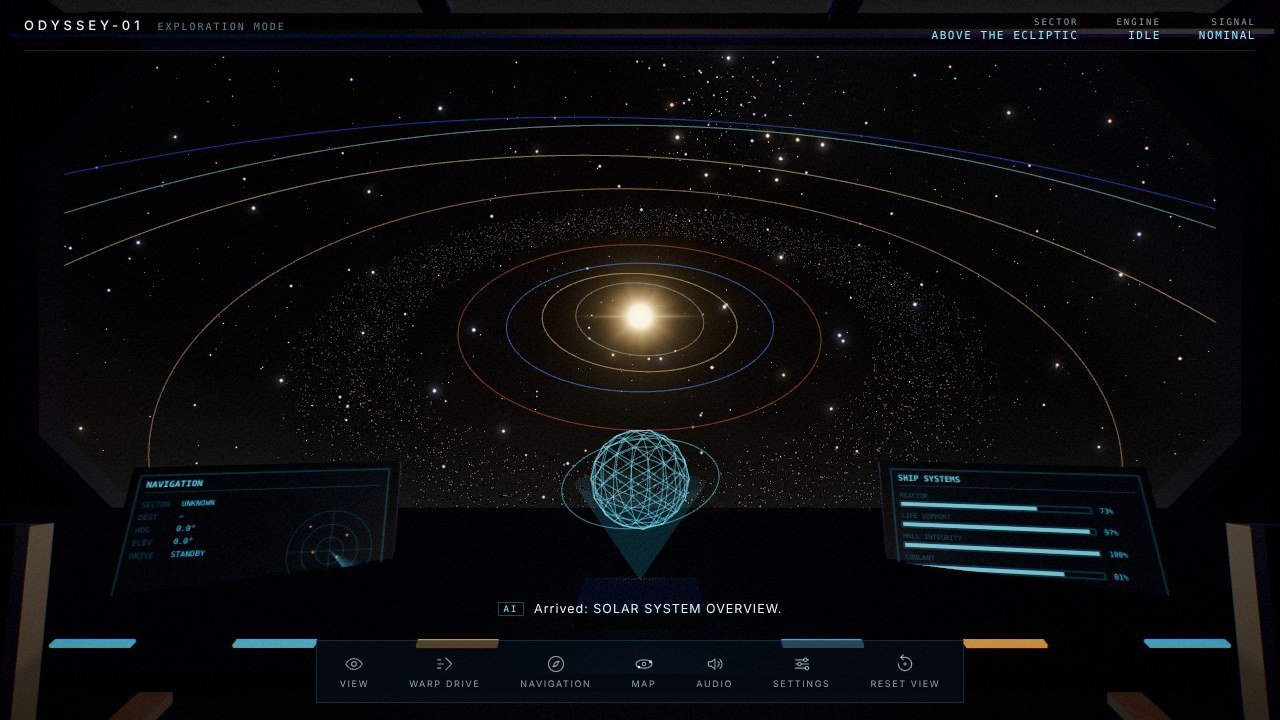 ODYSSEY-01 EXPLORATION MODE
SECTOR
ABOVE THE ECLIPTIC
ENGINE
IDLE
SIGNAL
NOMINAL
NAVIGATION
SECTOR UNKNOWN
DEST —
HDG 0.0°
ELEV 0.0°
DRIVE STANDBY
SHIP SYSTEMS
REACTOR
73%
LIFE SUPPORT
97%
HULL INTEGRITY
100%
COOLANT
81%
AI Arrived: SOLAR SYSTEM OVERVIEW.
VIEW WARP DRIVE NAVIGATION MAP AUDIO SETTINGS RESET VIEW